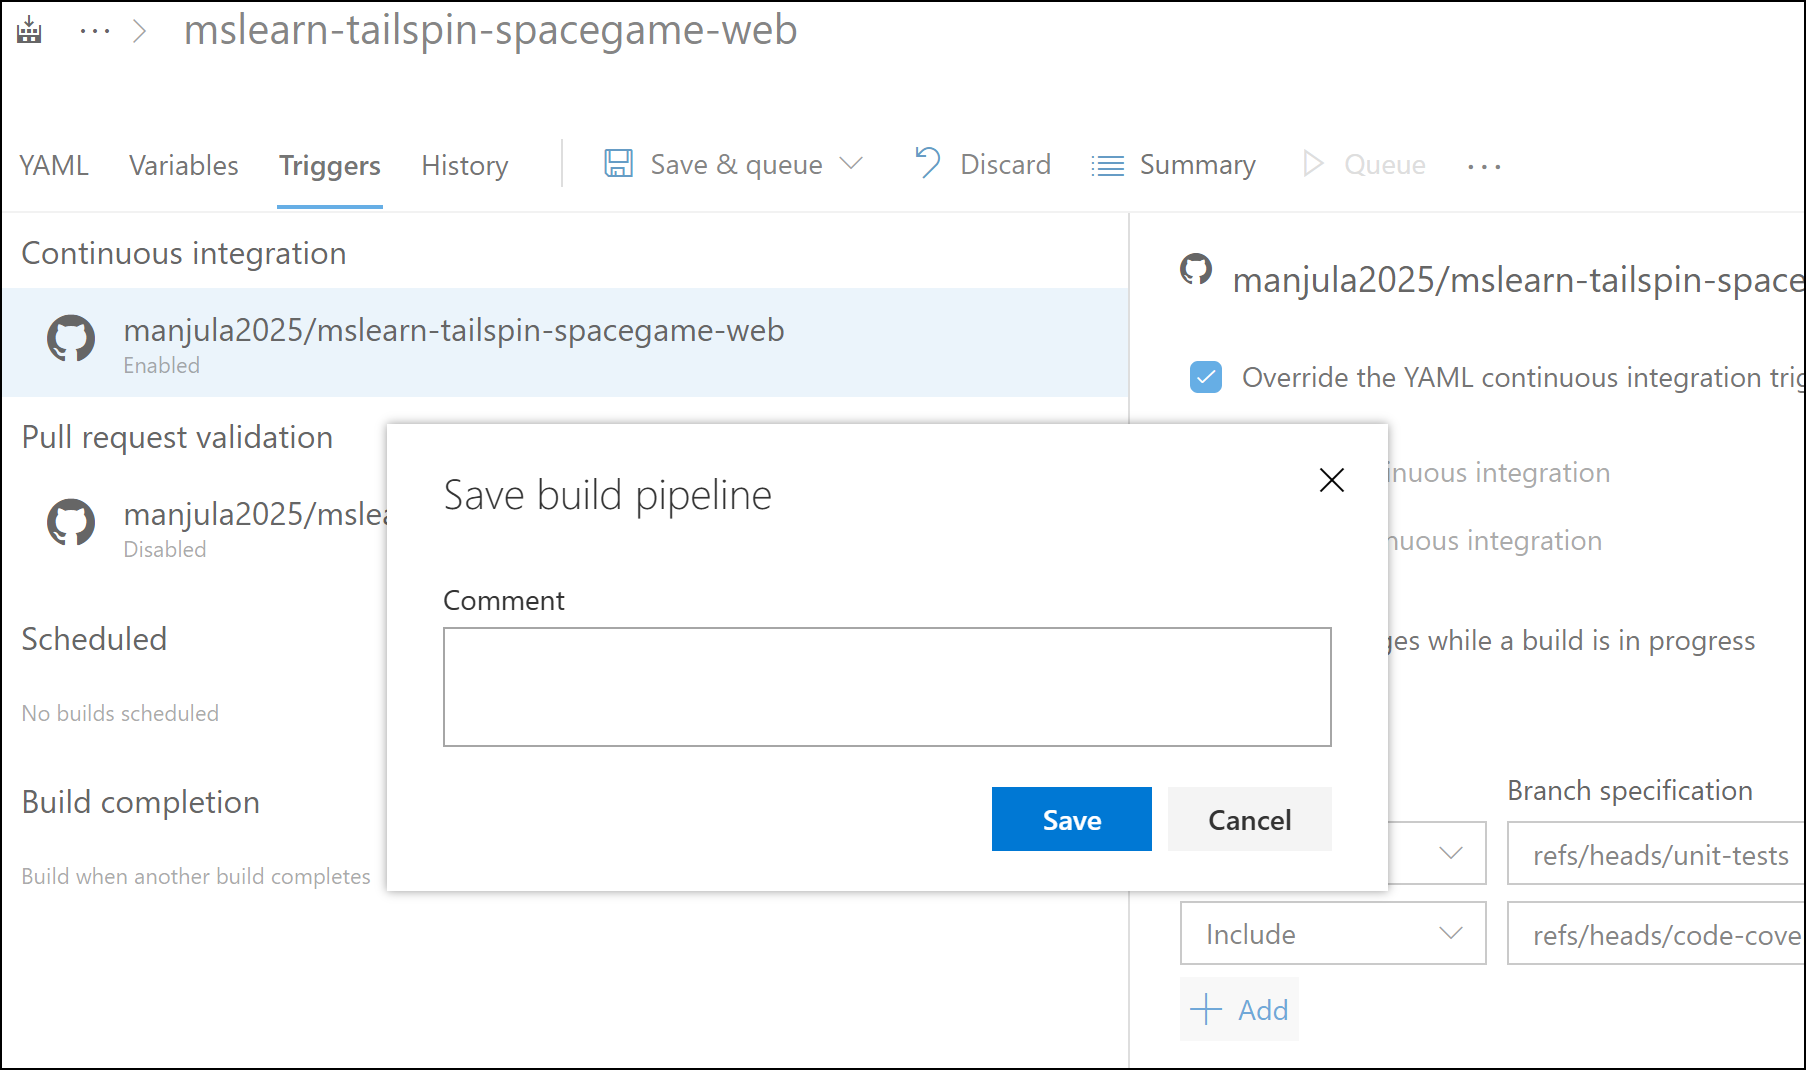 mslearn-tailspin-spacegame-web
YAML Variables Triggers History Save & queue Discard Summary Queue
Continuous integration
manjula2025/mslearn-tailspin-spacegame-web
Enabled
Pull request validation
manjula2025/mslea
Disabled
Scheduled
No builds scheduled
Build completion
Build when another build completes
manjula2025/mslearn-tailspin-space
Override the YAML continuous integration trig
inuous integration
nuous integration
ges while a build is in progress
Branch specification
refs/heads/unit-tests
Include
refs/heads/code-cove
Add
Save build pipeline
Comment
Save Cancel